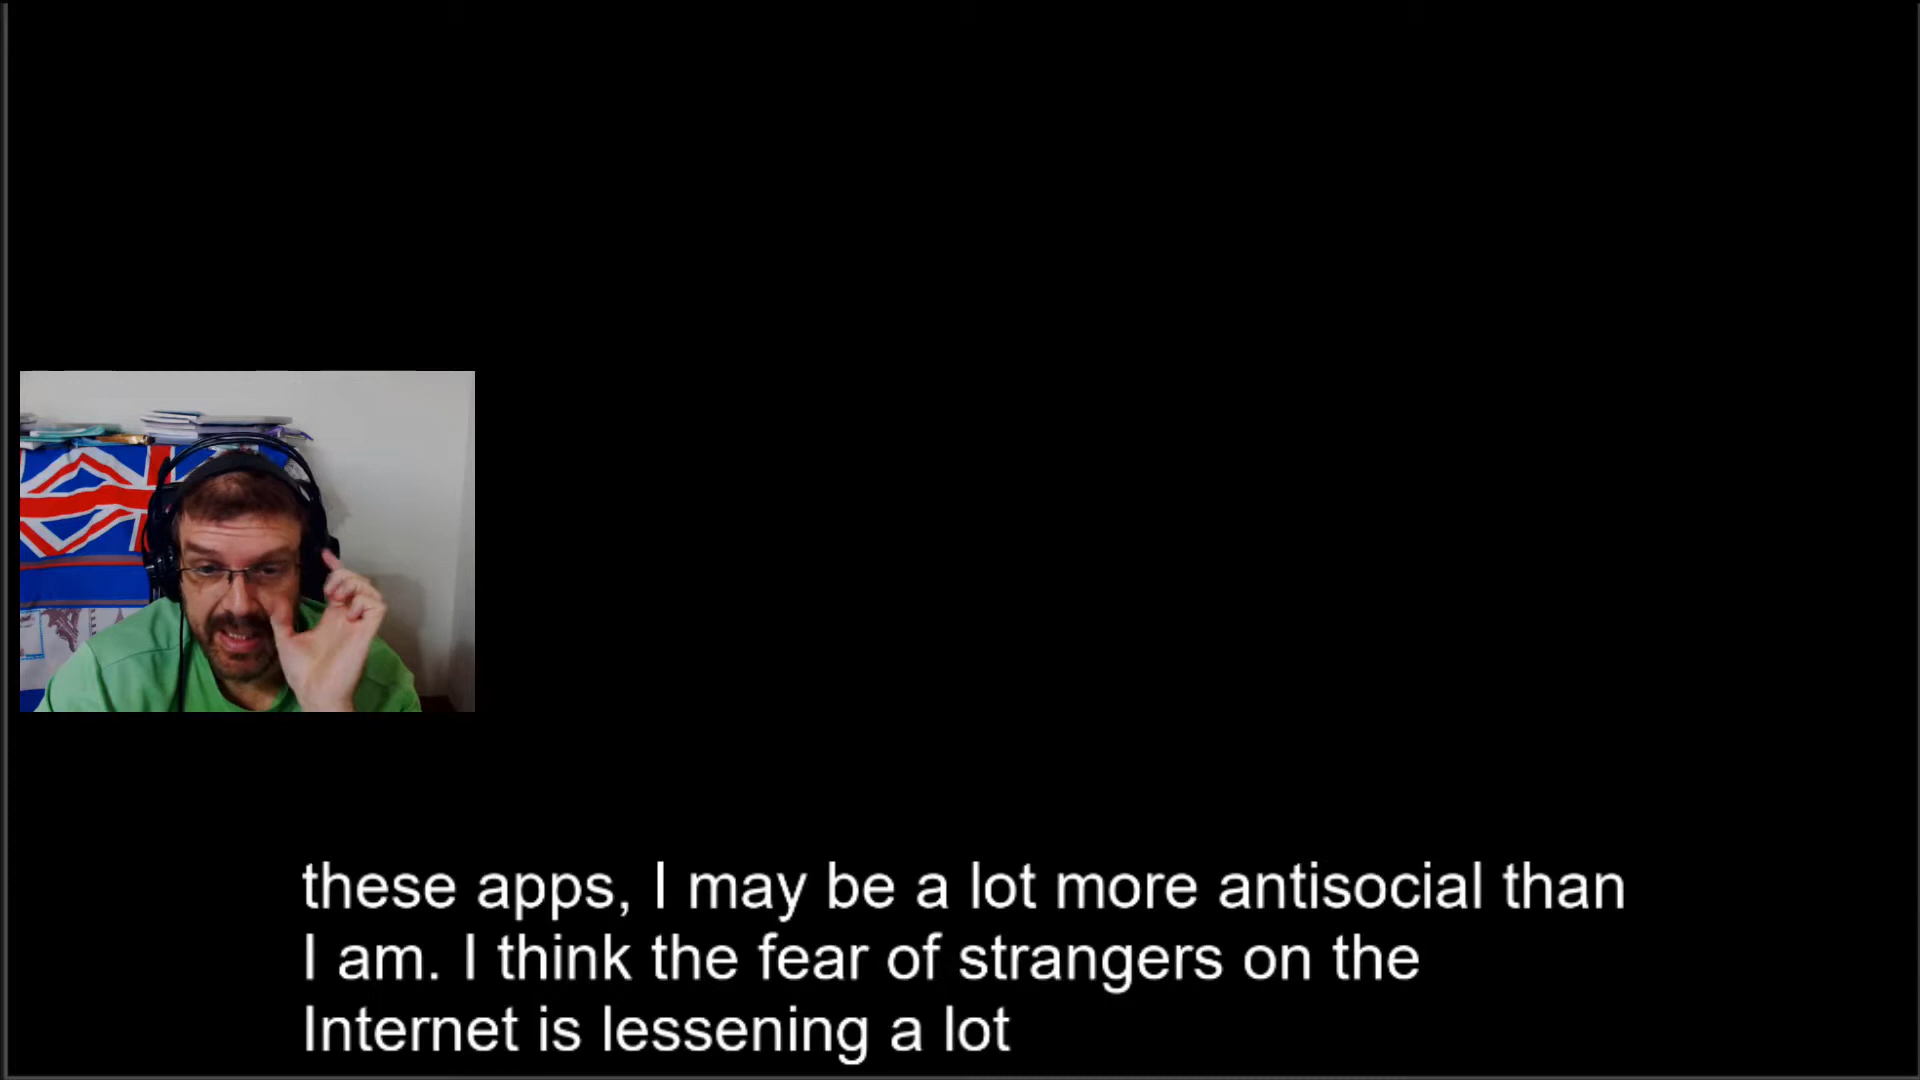 these apps, I may be a lot more antisocial than
I am. I think the fear of strangers on the
Internet is lessening a lot